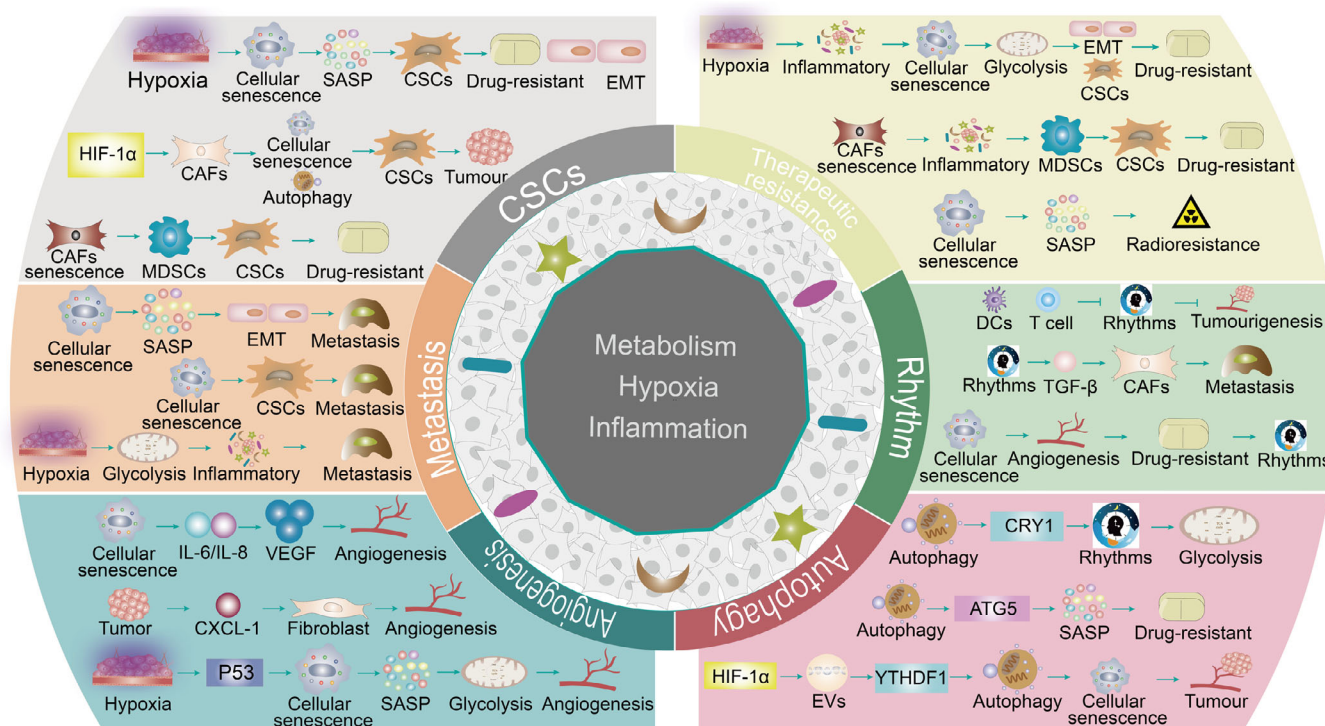 Hypoxia
Cellular
senescence
SASP
CSCs
Drug-resistant
EMT
HIF-1α
CAFs
Cellular
senescence
Autophagy
CSCs
Tumour
CAFs
senescence
MDSCs
CSCs
Drug-resistant
Cellular
senescence
SASP
EMT
Metastasis
Cellular
senescence
CSCs
Metastasis
Hypoxia
Glycolysis
Inflammatory
Metastasis
Cellular
senescence
IL-6/IL-8
VEGF
Angiogenesis
Tumor
CXCL-1
Fibroblast
Angiogenesis
Hypoxia
P53
Cellular
senescence
SASP
Glycolysis
Angiogenesis
CSCs
Therapeutic
resistance
Rhythm
Autophagy
Angiogenesis
Metastasis
Metabolism
Hypoxia
Inflammation
Hypoxia
Inflammatory
Cellular
senescence
Glycolysis
EMT
CSCs
Drug-resistant
CAFs
senescence
Inflammatory
MDSCs
CSCs
Drug-resistant
Cellular
senescence
SASP
Radioresistance
DCs
T cell
Rhythms
Tumourigenesis
Rhythms
TGF-β
CAFs
Metastasis
Cellular
senescence
Angiogenesis
Drug-resistant
Rhythms
Autophagy
CRY1
Rhythms
Glycolysis
Autophagy
ATG5
SASP
Drug-resistant
HIF-1α
EVs
YTHDF1
Autophagy
Cellular
senescence
Tumour